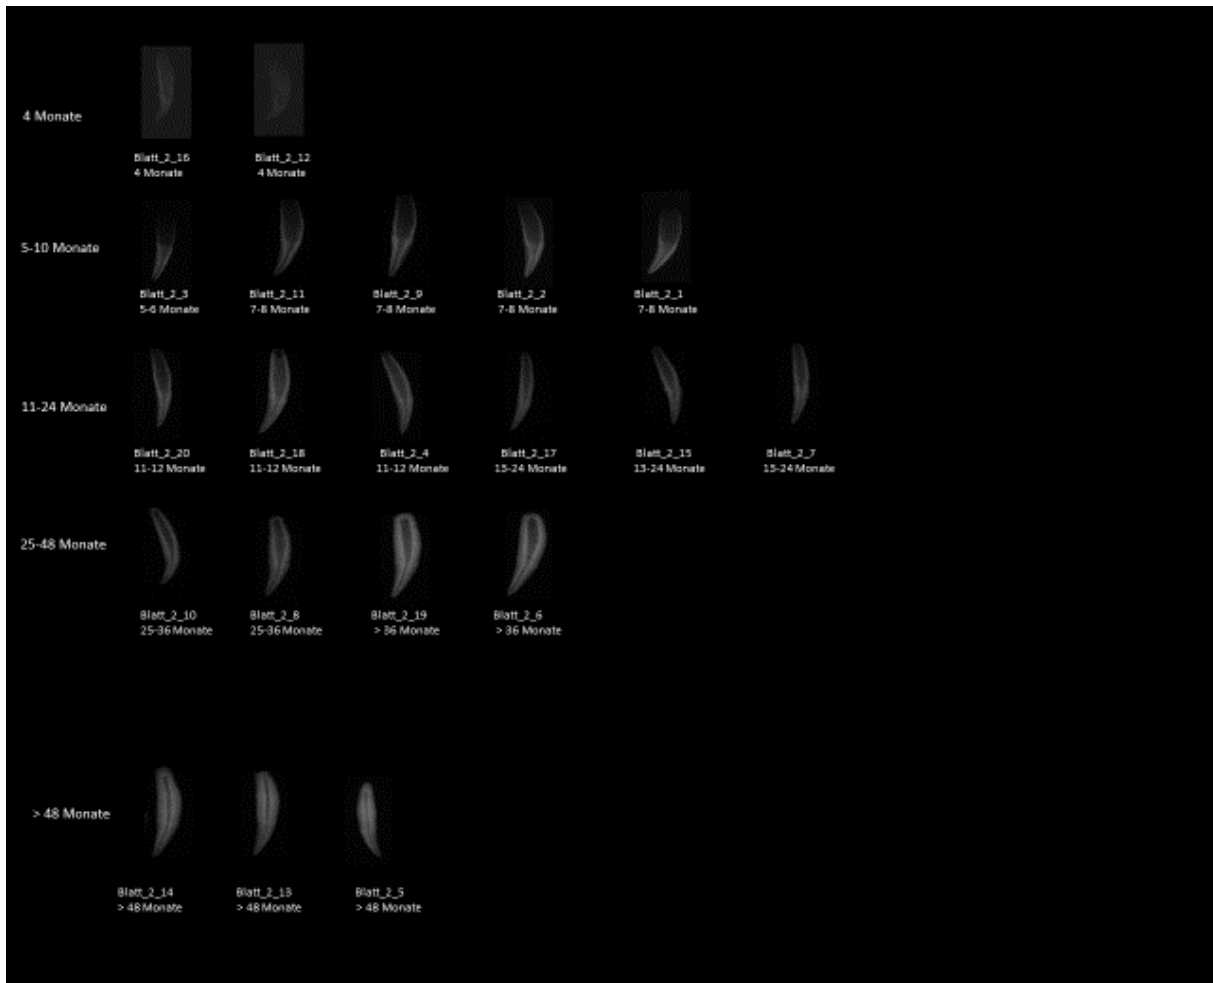 4 Monate
Blatt_2_16
4 Monate
Blatt_2_12
4 Monate
5-10 Monate
Blatt_2_3
5-6 Monate
Blatt_2_11
7-8 Monate
Blatt_2_9
7-8 Monate
Blatt_2_2
7-8 Monate
Blatt_2_1
7-8 Monate
11-24 Monate
Blatt_2_20
11-12 Monate
Blatt_2_18
11-12 Monate
Blatt_2_4
11-12 Monate
Blatt_2_17
13-24 Monate
Blatt_2_15
13-24 Monate
Blatt_2_7
13-24 Monate
25-48 Monate
Blatt_2_10
25-36 Monate
Blatt_2_8
25-36 Monate
Blatt_2_19
> 36 Monate
Blatt_2_6
> 36 Monate
> 48 Monate
Blatt_2_14
> 48 Monate
Blatt_2_13
> 48 Monate
Blatt_2_5
> 48 Monate